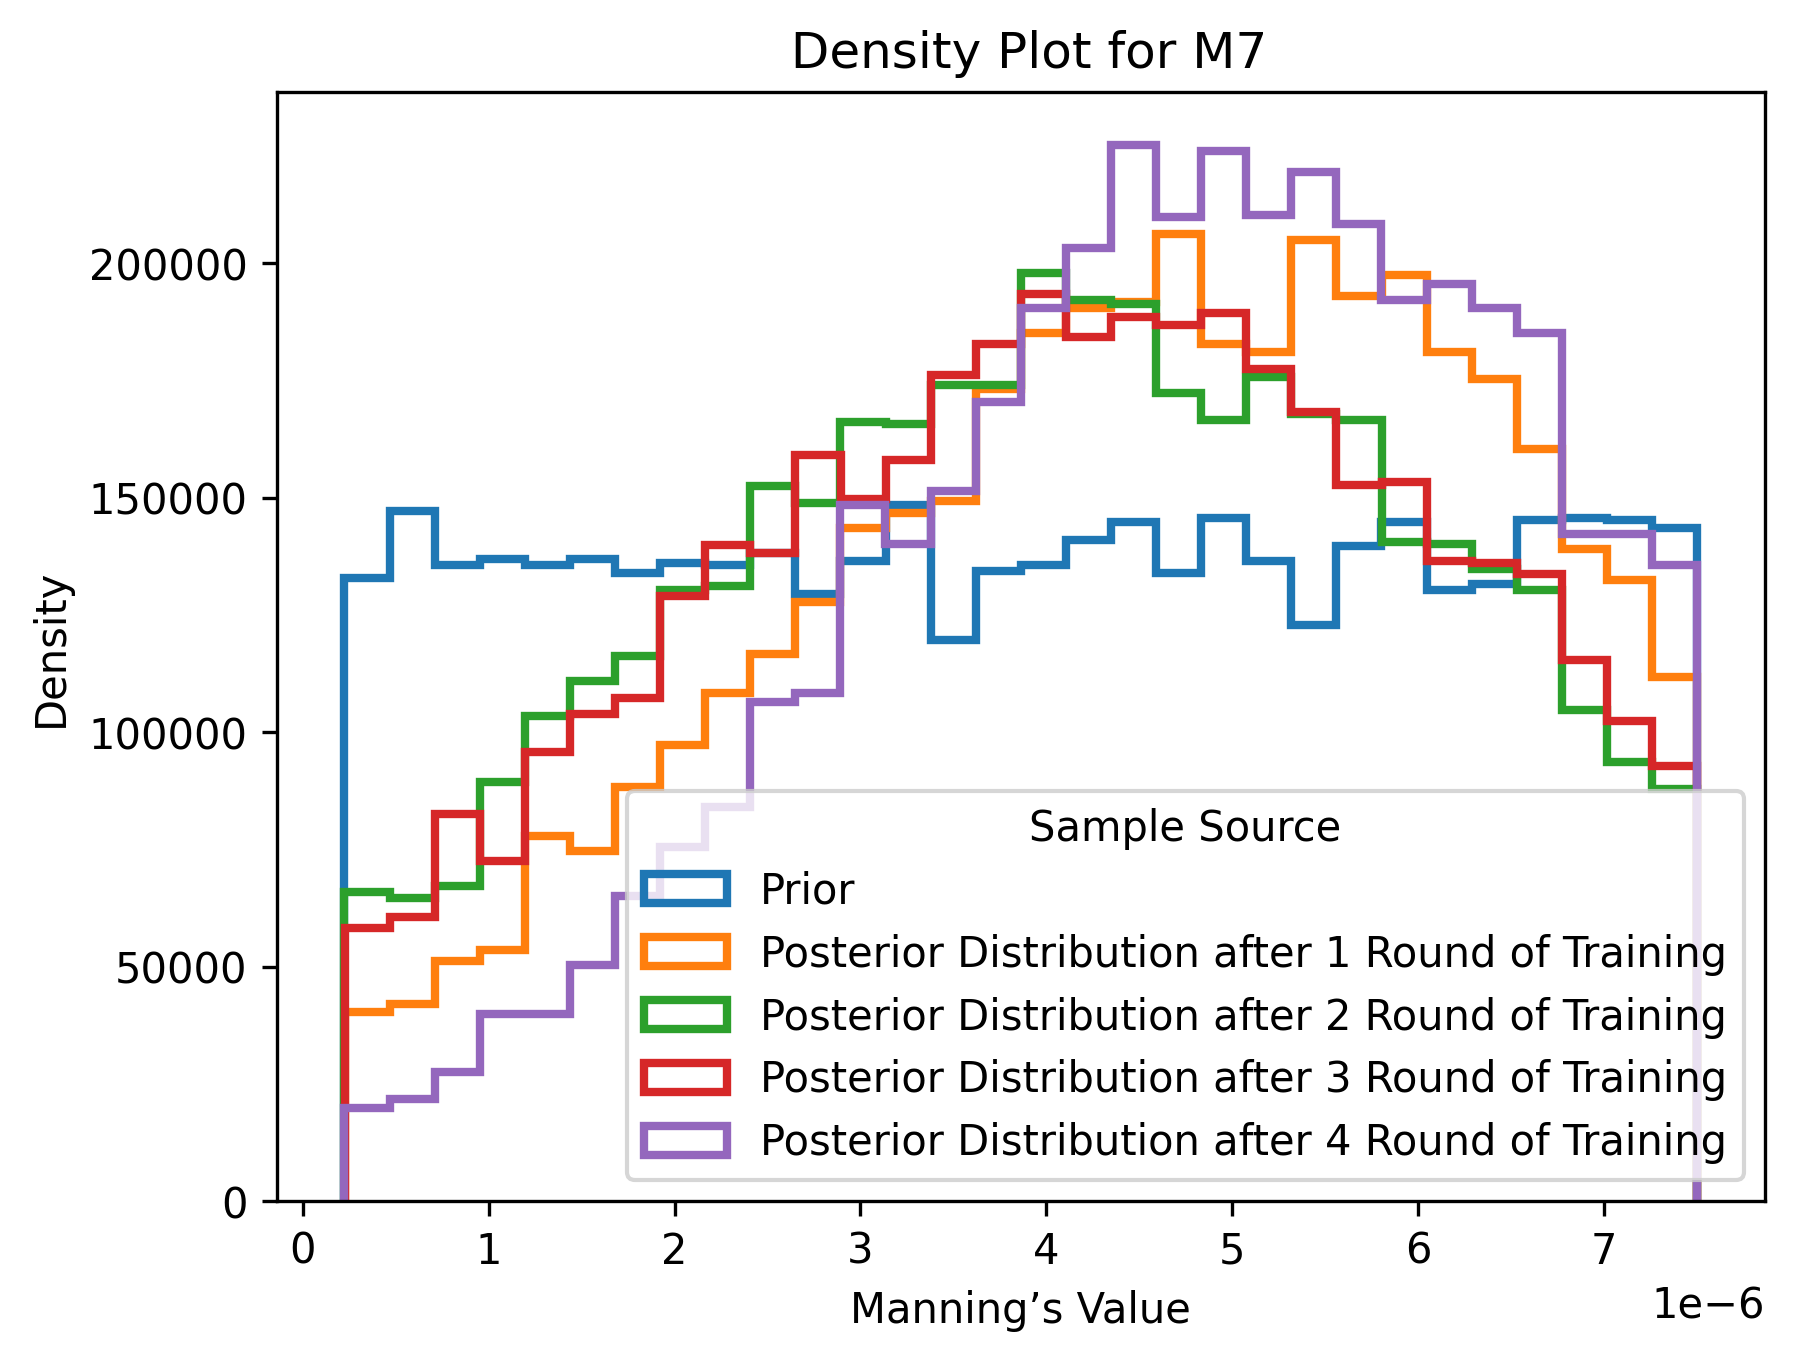 Density Plot for M7
Density
200000
150000
100000
50000
0
0 1 2 3 4 5 6 7
1e−6
Manning’s Value
Sample Source
Prior
Posterior Distribution after 1 Round of Training
Posterior Distribution after 2 Round of Training
Posterior Distribution after 3 Round of Training
Posterior Distribution after 4 Round of Training